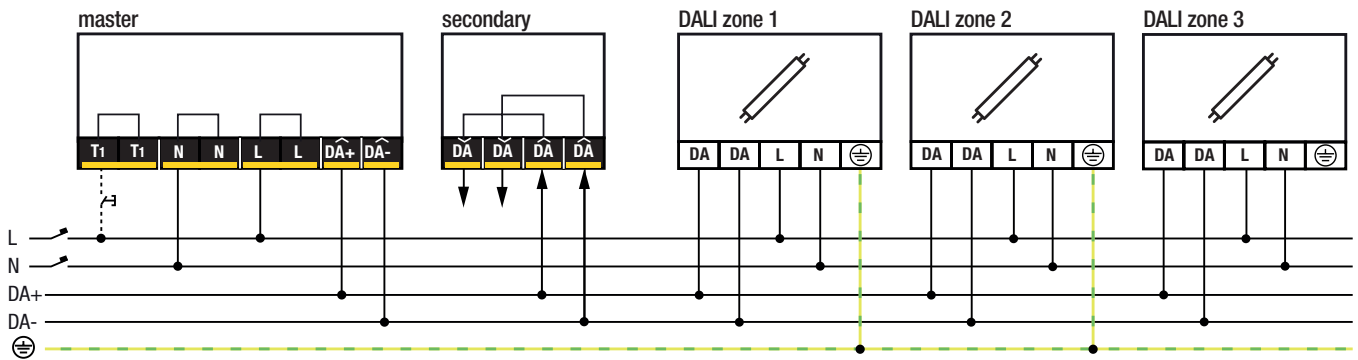 master secondary DALI zone 1 DALI zone 2 DALI zone 3
T1 T1 N N L L DA+ DA- DA DA DA DA DA DA L N DA DA L N DA DA L N
L
N
DA+
DA-